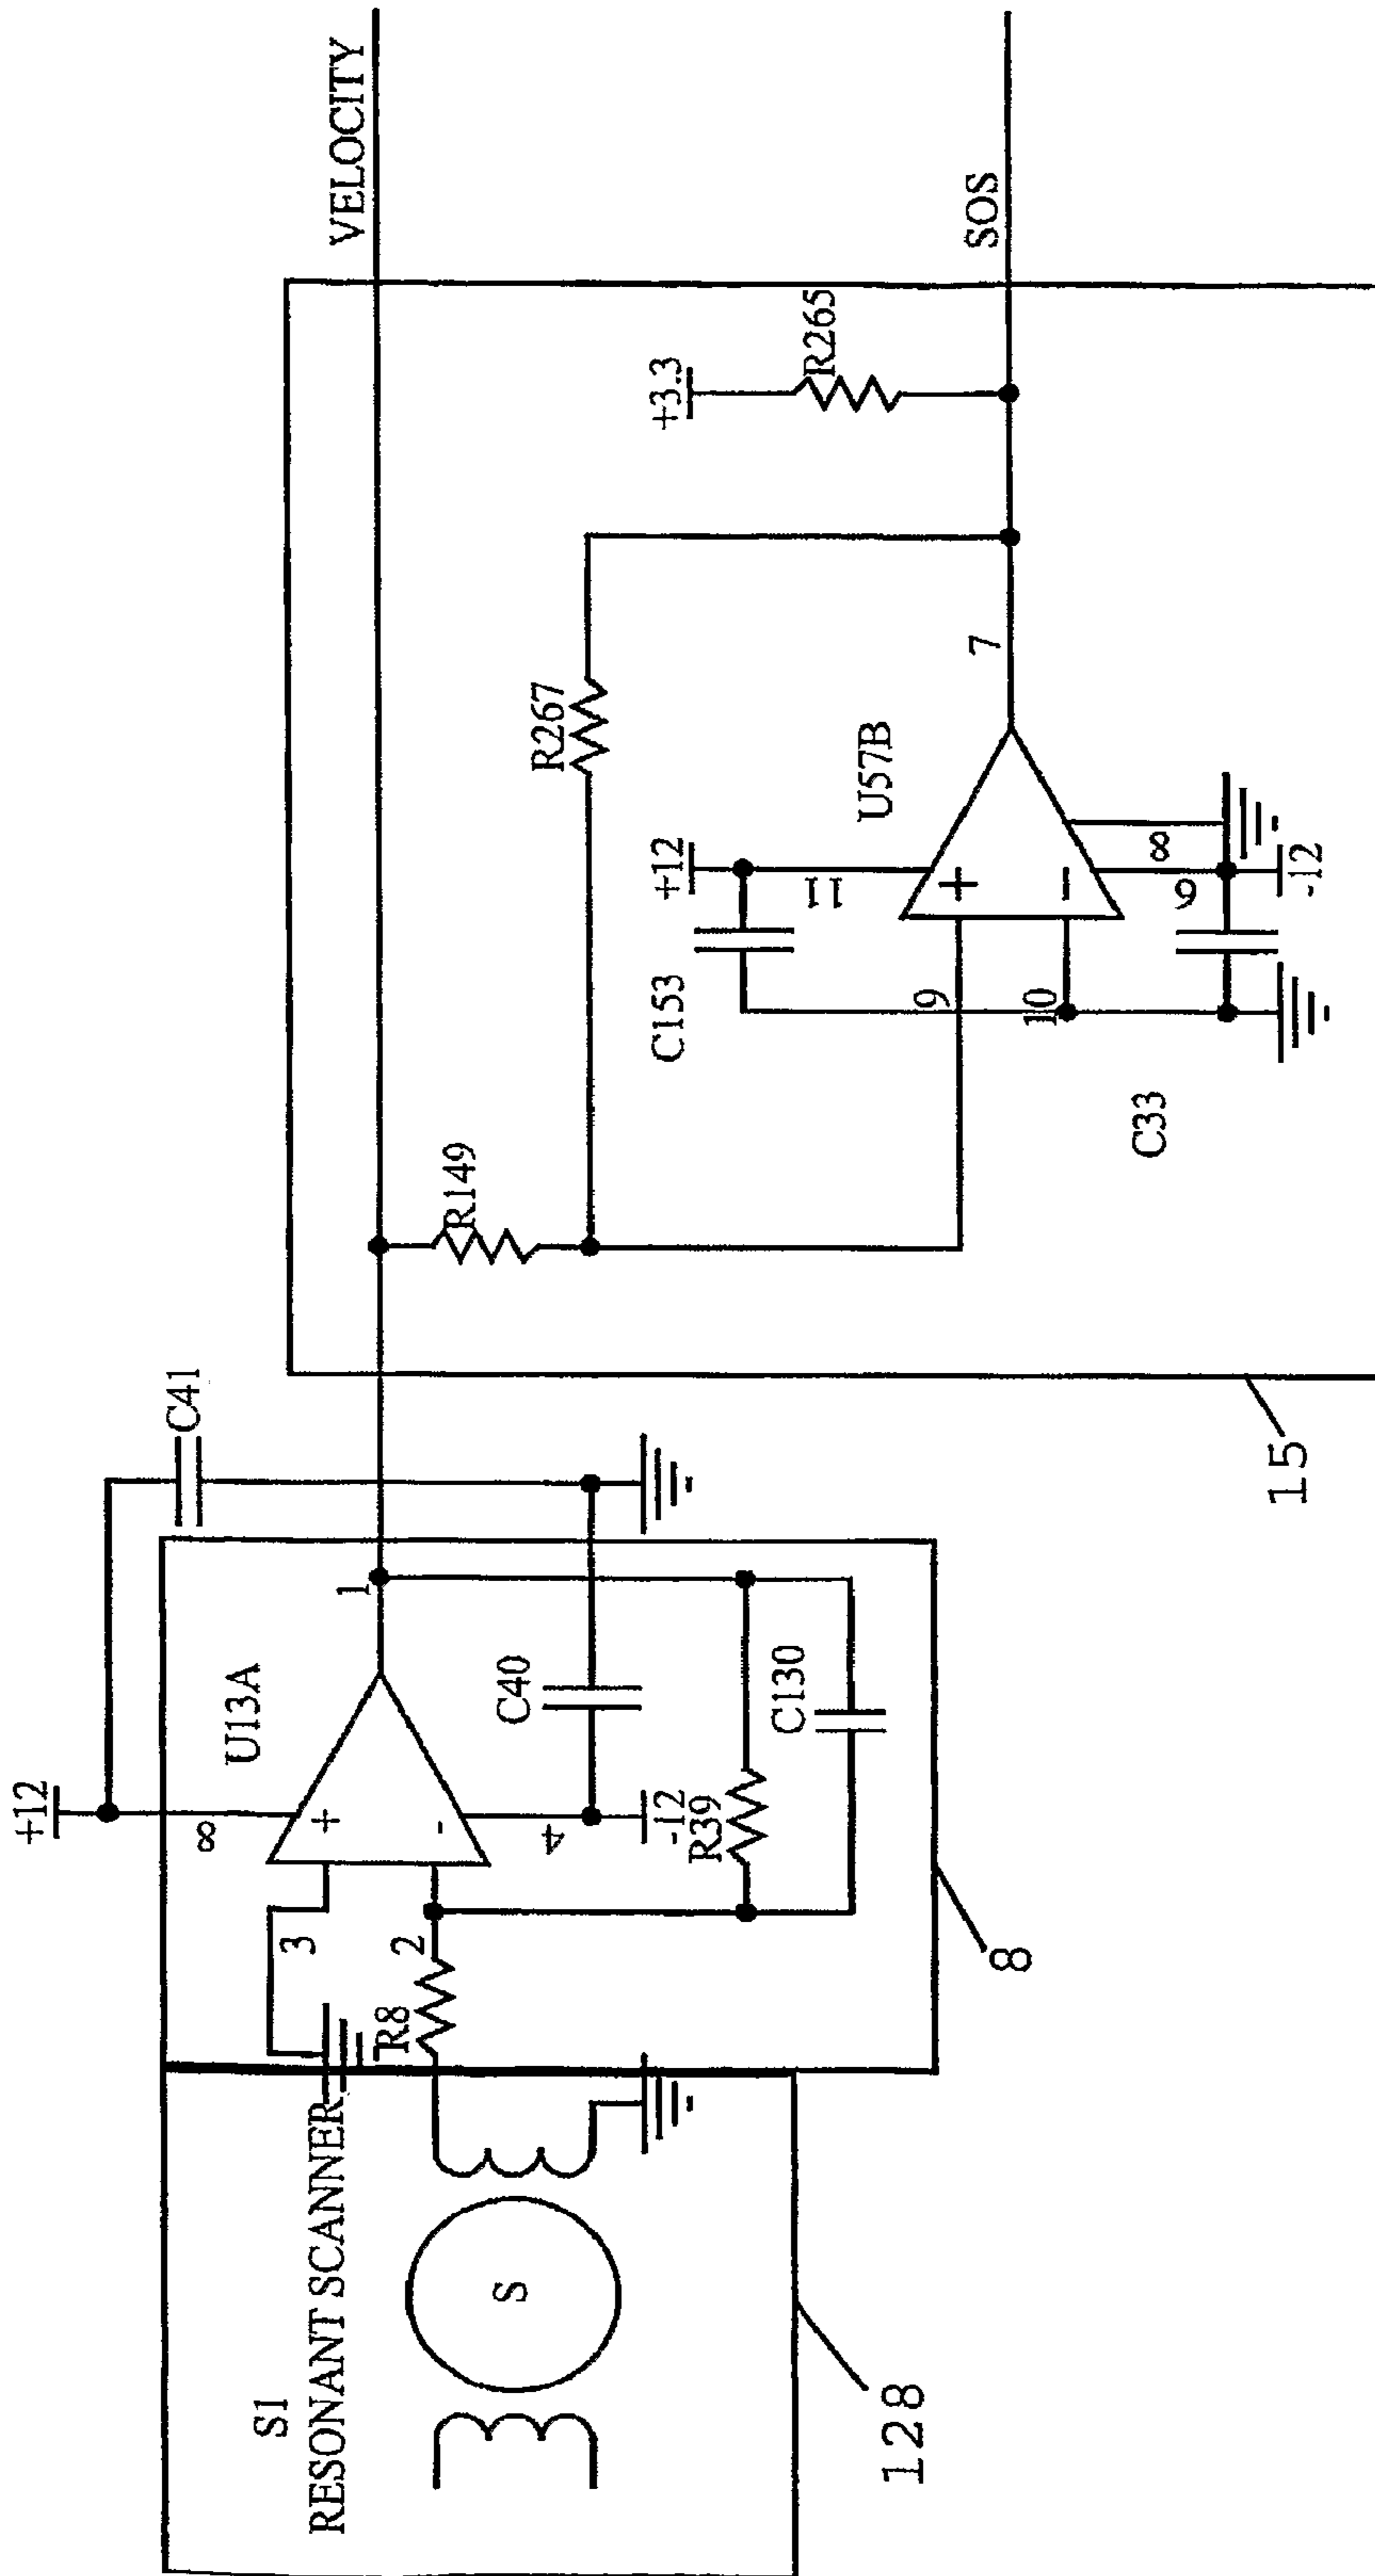 S1
RESONANT SCANNER
S
128
+12
8
U13A
+
-
3
2
R8
4
-12
1
C40
R39
C130
8
C41
VELOCITY
R149
R267
+12
C153
11
U57B
+
-
9
10
7
8
6
-12
C33
+3.3
R265
SOS
15